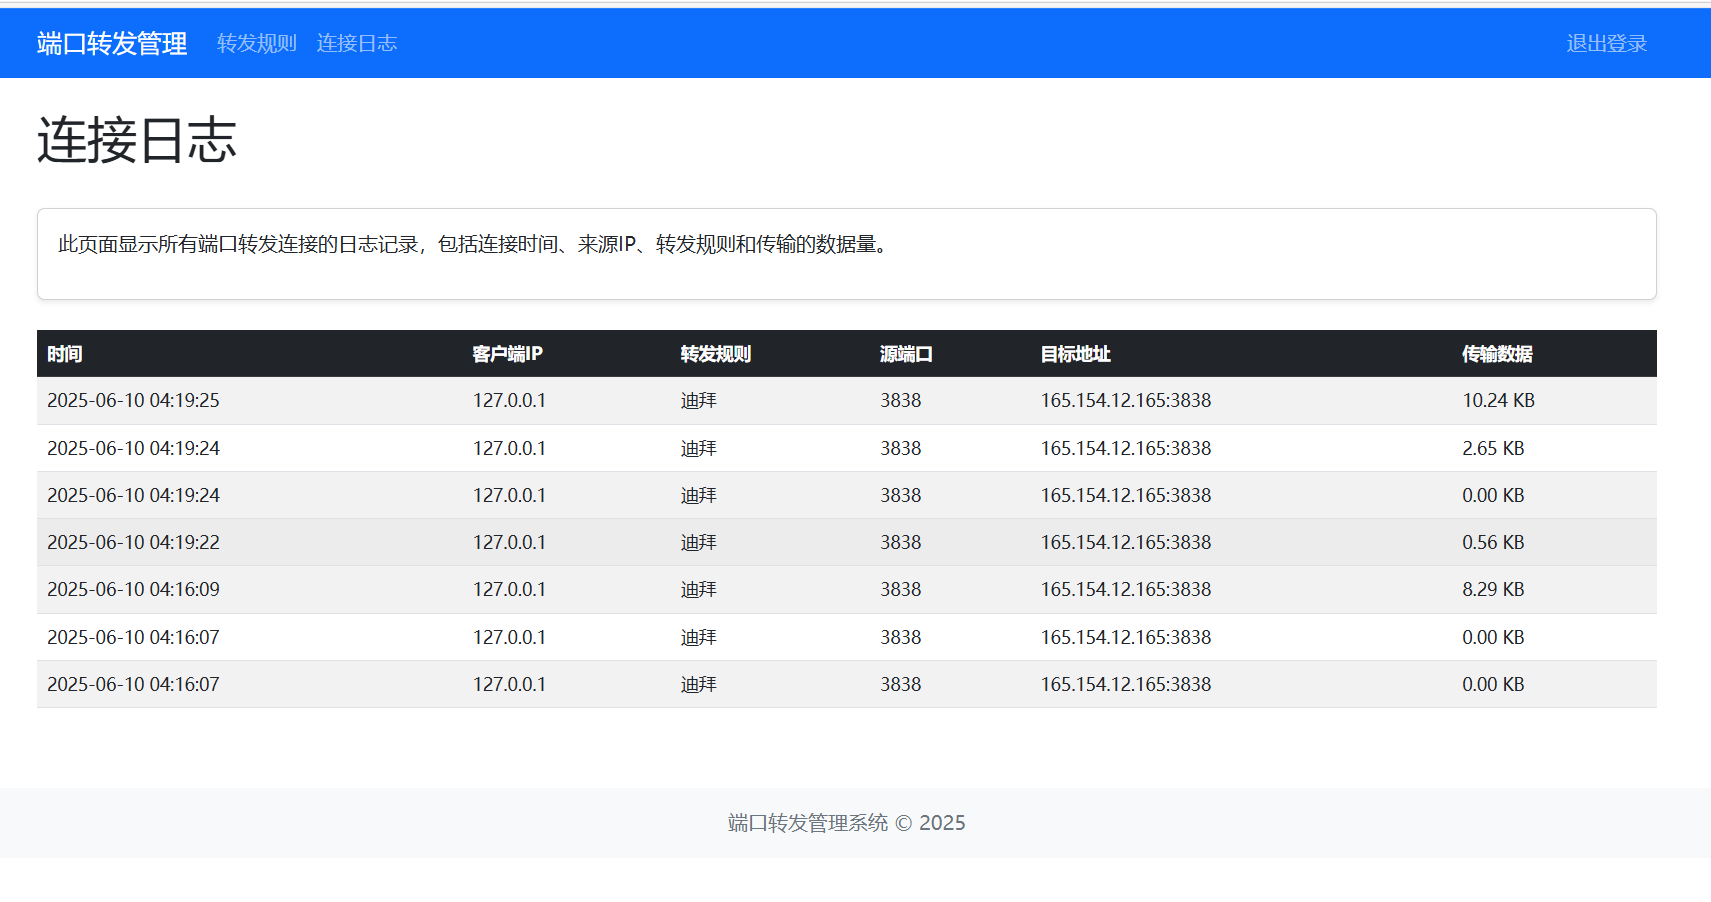 端口转发管理 转发规则 连接日志 退出登录
连接日志
此页面显示所有端口转发连接的日志记录，包括连接时间、来源IP、转发规则和传输的数据量。
时间 客户端IP 转发规则 源端口 目标地址 传输数据
2025-06-10 04:19:25 127.0.0.1 迪拜 3838 165.154.12.165:3838 10.24 KB
2025-06-10 04:19:24 127.0.0.1 迪拜 3838 165.154.12.165:3838 2.65 KB
2025-06-10 04:19:24 127.0.0.1 迪拜 3838 165.154.12.165:3838 0.00 KB
2025-06-10 04:19:22 127.0.0.1 迪拜 3838 165.154.12.165:3838 0.56 KB
2025-06-10 04:16:09 127.0.0.1 迪拜 3838 165.154.12.165:3838 8.29 KB
2025-06-10 04:16:07 127.0.0.1 迪拜 3838 165.154.12.165:3838 0.00 KB
2025-06-10 04:16:07 127.0.0.1 迪拜 3838 165.154.12.165:3838 0.00 KB
端口转发管理系统 © 2025